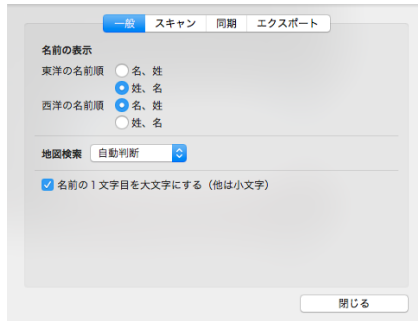 一般 スキャン 同期 エクスポート
名前の表示
東洋の名前順 名、姓
姓、名
西洋の名前順 名、姓
姓、名
地図検索 自動判断
名前の1文字目を大文字にする（他は小文字）
閉じる